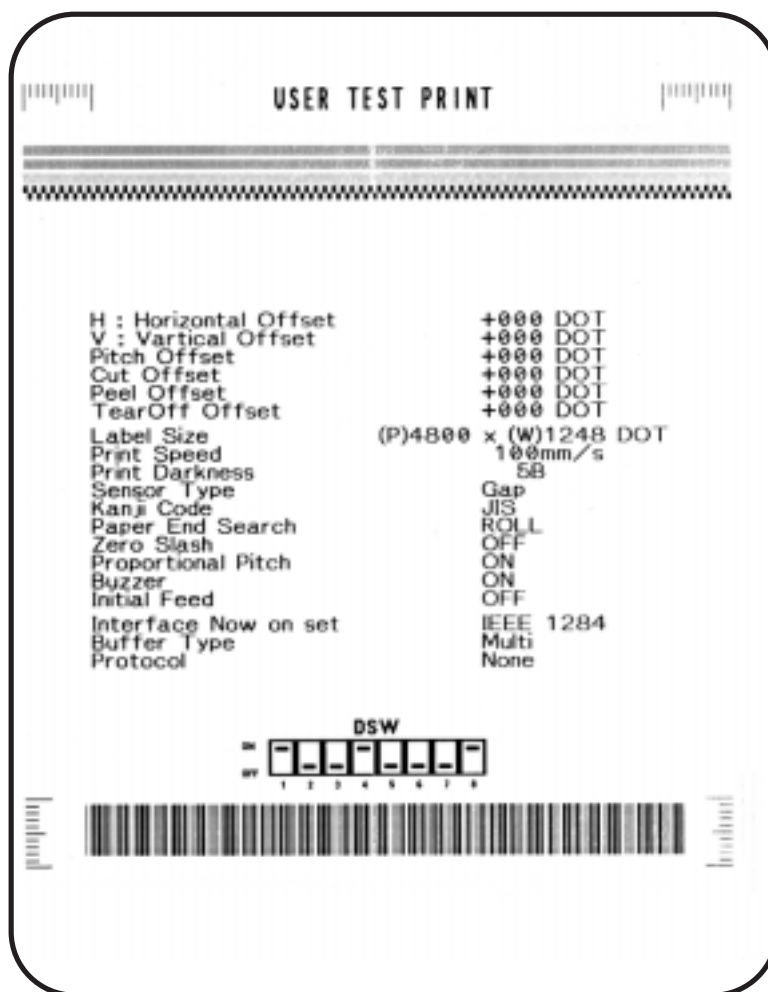 USER TEST PRINT
H : Horizontal Offset +000 DOT
V : Vartical Offset +000 DOT
Pitch Offset +000 DOT
Cut Offset +000 DOT
Peel Offset +000 DOT
TearOff Offset +000 DOT
Label Size (P)4800 x (W)1248 DOT
Print Speed 100mm/s
Print Darkness 5B
Sensor Type Gap
Kanji Code JIS
Paper End Search ROLL
Zero Slash OFF
Proportional Pitch ON
Buzzer ON
Initial Feed OFF
Interface Now on set IEEE 1284
Buffer Type Multi
Protocol None
DSW
ON
OFF
1 2 3 4 5 6 7 8